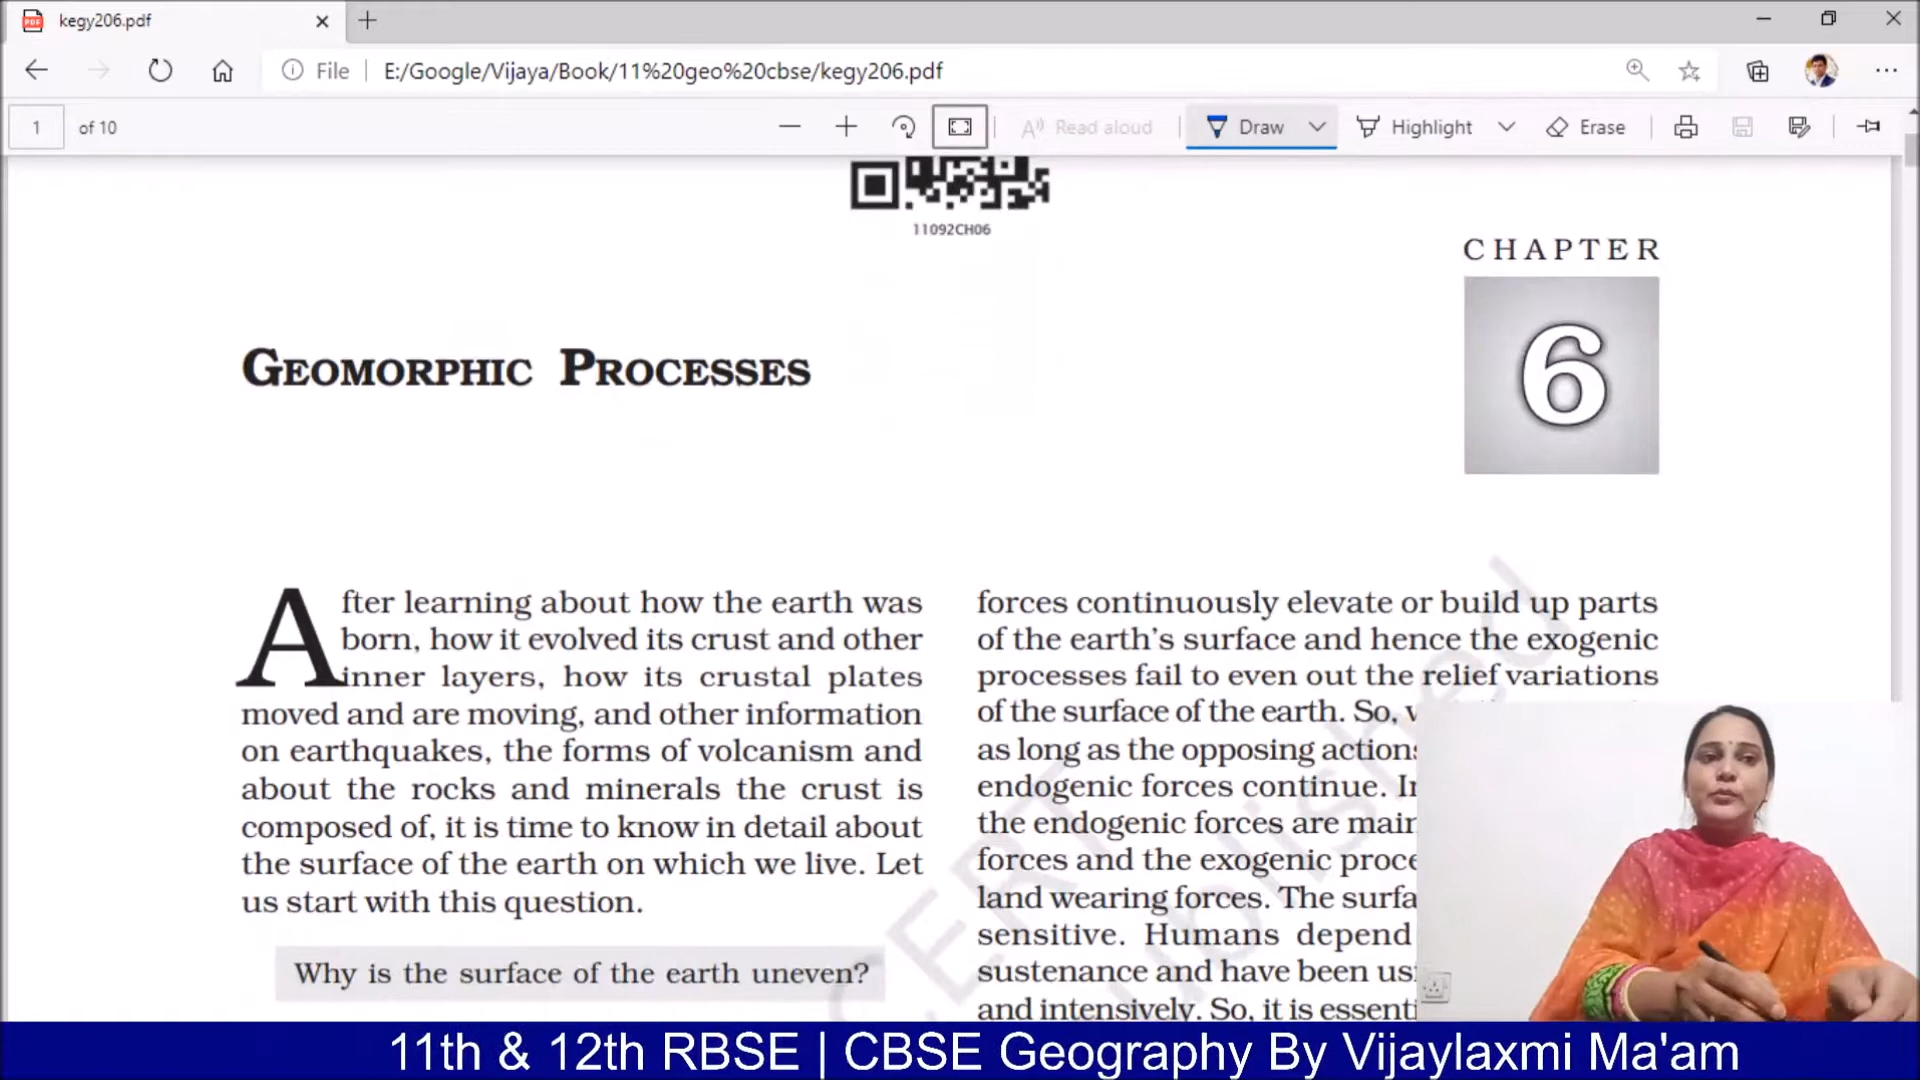 kegy206.pdf
File
E:/Google/Vijaya/Book/11%20geo%20cbse/kegy206.pdf
1 of 10
Read aloud
Draw
Highlight
Erase
11092CH06
CHAPTER
6
GEOMORPHIC PROCESSES
After learning about how the earth was
born, how it evolved its crust and other
inner layers, how its crustal plates
moved and are moving, and other information
on earthquakes, the forms of volcanism and
about the rocks and minerals the crust is
composed of, it is time to know in detail about
the surface of the earth on which we live. Let
us start with this question.
Why is the surface of the earth uneven?
forces continuously elevate or build up parts
of the earth's surface and hence the exogenic
processes fail to even out the relief variations
of the surface of the earth. So,
as long as the opposing actions
endogenic forces continue.
the endogenic forces are
forces and the exogenic
land wearing forces. The
sensitive. Humans depend
sustenance and have been
and intensively. So, it is
11th & 12th RBSE | CBSE Geography By Vijaylaxmi Ma'am